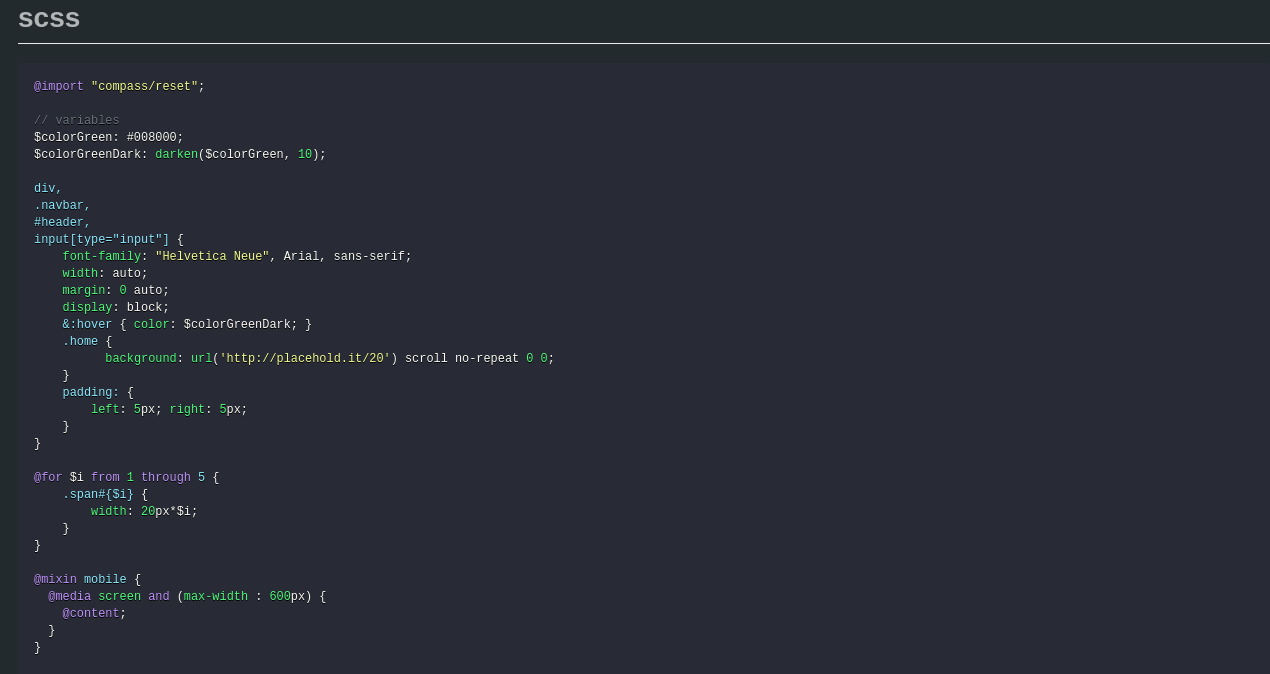 scss
@import "compass/reset";
// variables
$colorGreen: #008000;
$colorGreenDark: darken($colorGreen, 10);
div,
.navbar,
#header,
input[type="input"] {
    font-family: "Helvetica Neue", Arial, sans-serif;
    width: auto;
    margin: 0 auto;
    display: block;
    &:hover { color: $colorGreenDark; }
    .home {
          background: url('http://placehold.it/20') scroll no-repeat 0 0;
    }
    padding: {
        left: 5px; right: 5px;
    }
}
@for $i from 1 through 5 {
    .span#{$i} {
        width: 20px*$i;
    }
}
@mixin mobile {
  @media screen and (max-width : 600px) {
    @content;
  }
}